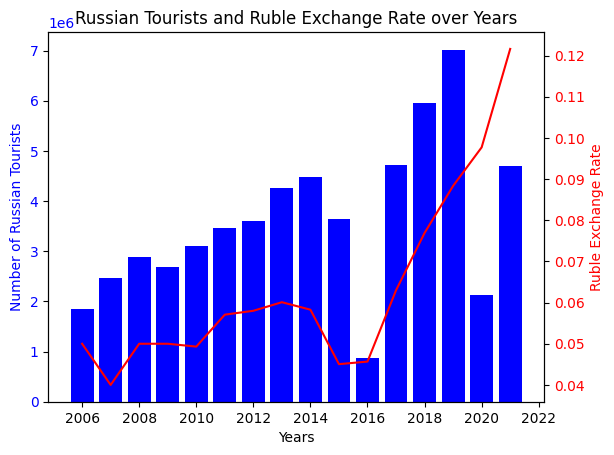 Russian Tourists and Ruble Exchange Rate over Years
1e6
7
6
5
4
3
2
1
0
Number of Russian Tourists
0.12
0.11
0.10
0.09
0.08
0.07
0.06
0.05
0.04
Ruble Exchange Rate
2006 2008 2010 2012 2014 2016 2018 2020 2022
Years